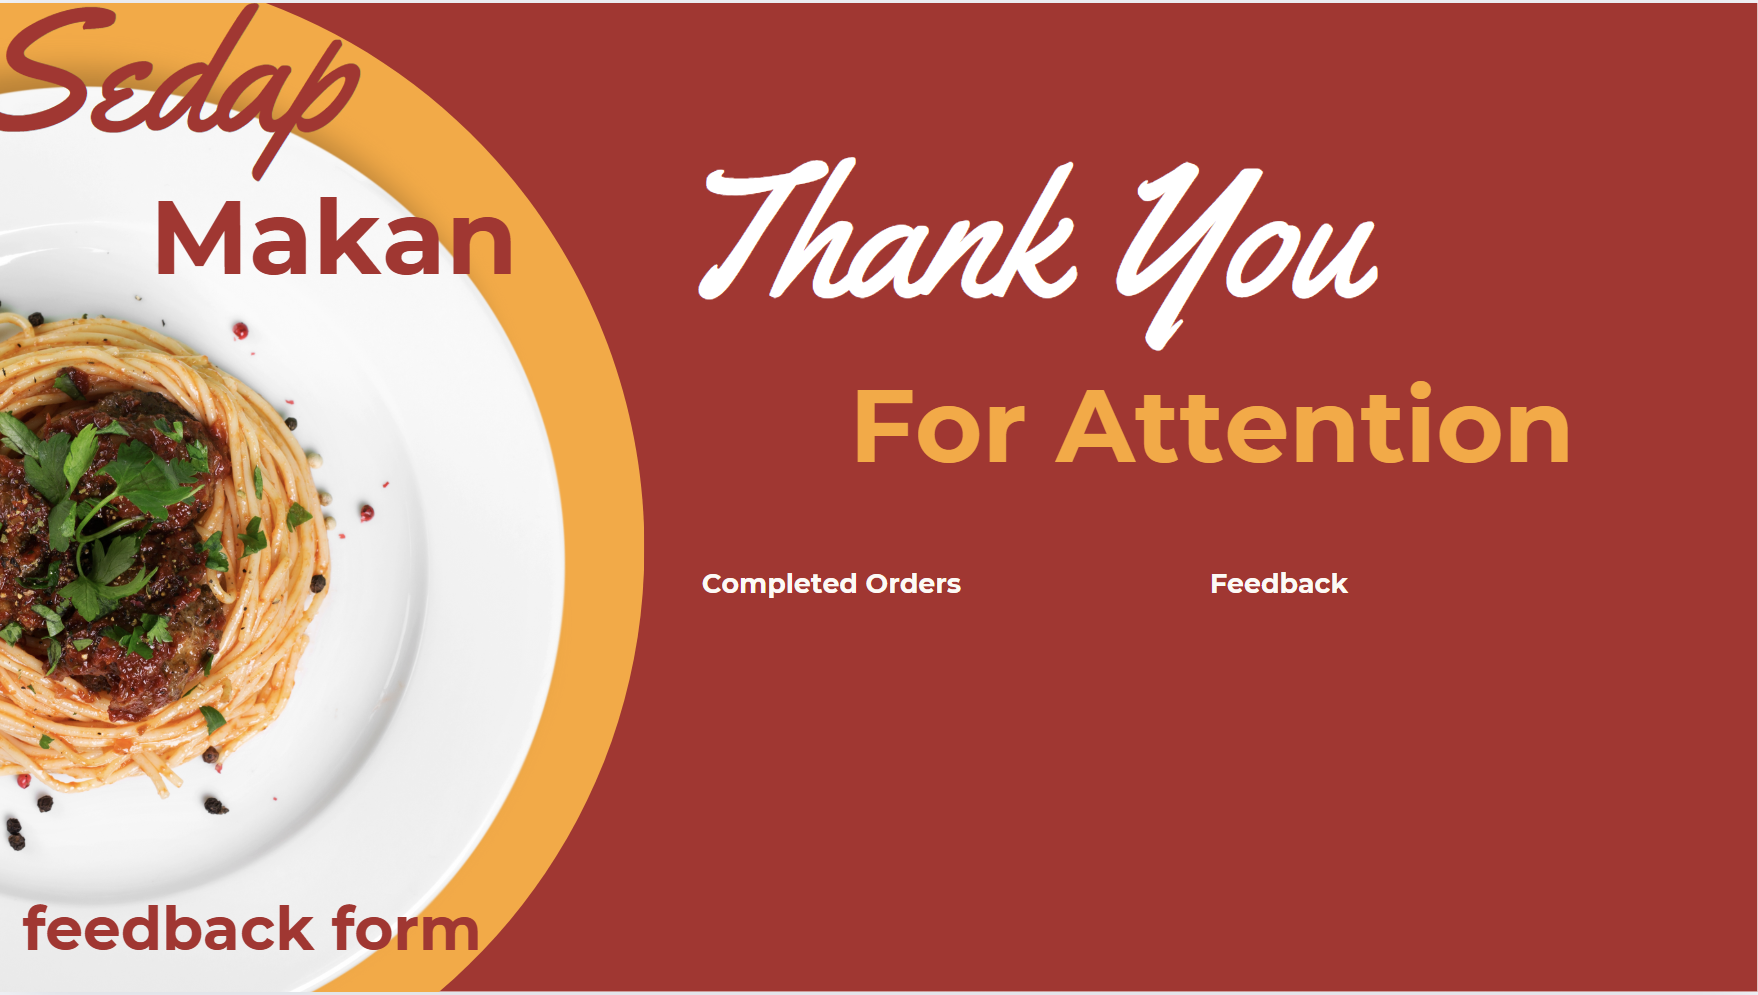 Sedap
Makan
Thank You
For Attention
Completed Orders
Feedback
feedback form